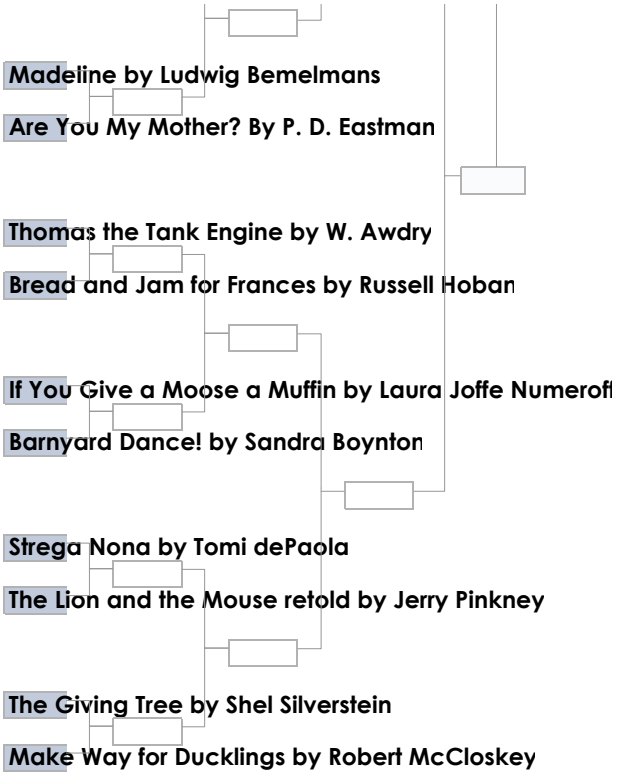 Madeline by Ludwig Bemelmans
Are You My Mother? By P. D. Eastman
Thomas the Tank Engine by W. Awdry
Bread and Jam for Frances by Russell Hoban
If You Give a Moose a Muffin by Laura Joffe Numeroff
Barnyard Dance! by Sandra Boynton
Strega Nona by Tomi dePaola
The Lion and the Mouse retold by Jerry Pinkney
The Giving Tree by Shel Silverstein
Make Way for Ducklings by Robert McCloskey